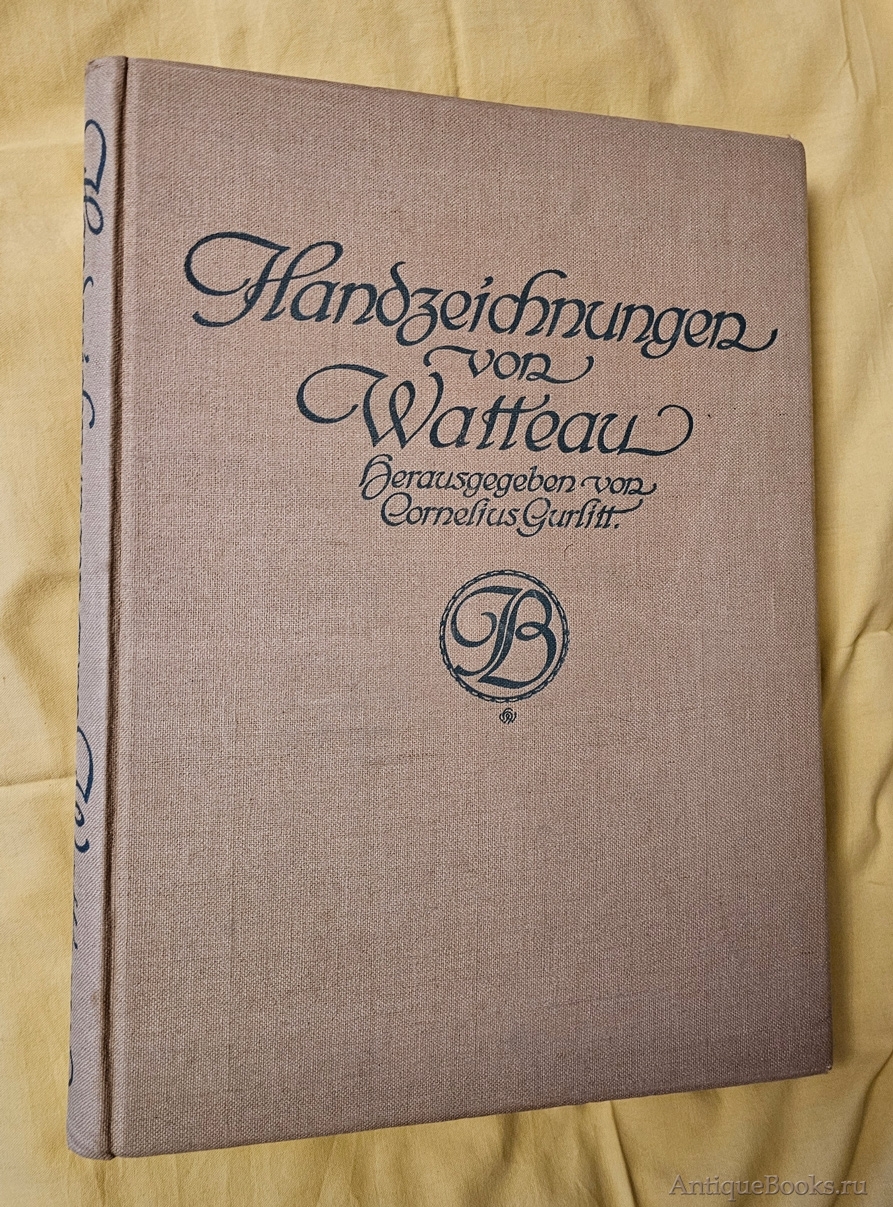 Handzeichnungen
von
Watteau
Herausgegeben von
Cornelius Gurlitt.
B
AntiqueBooks.ru